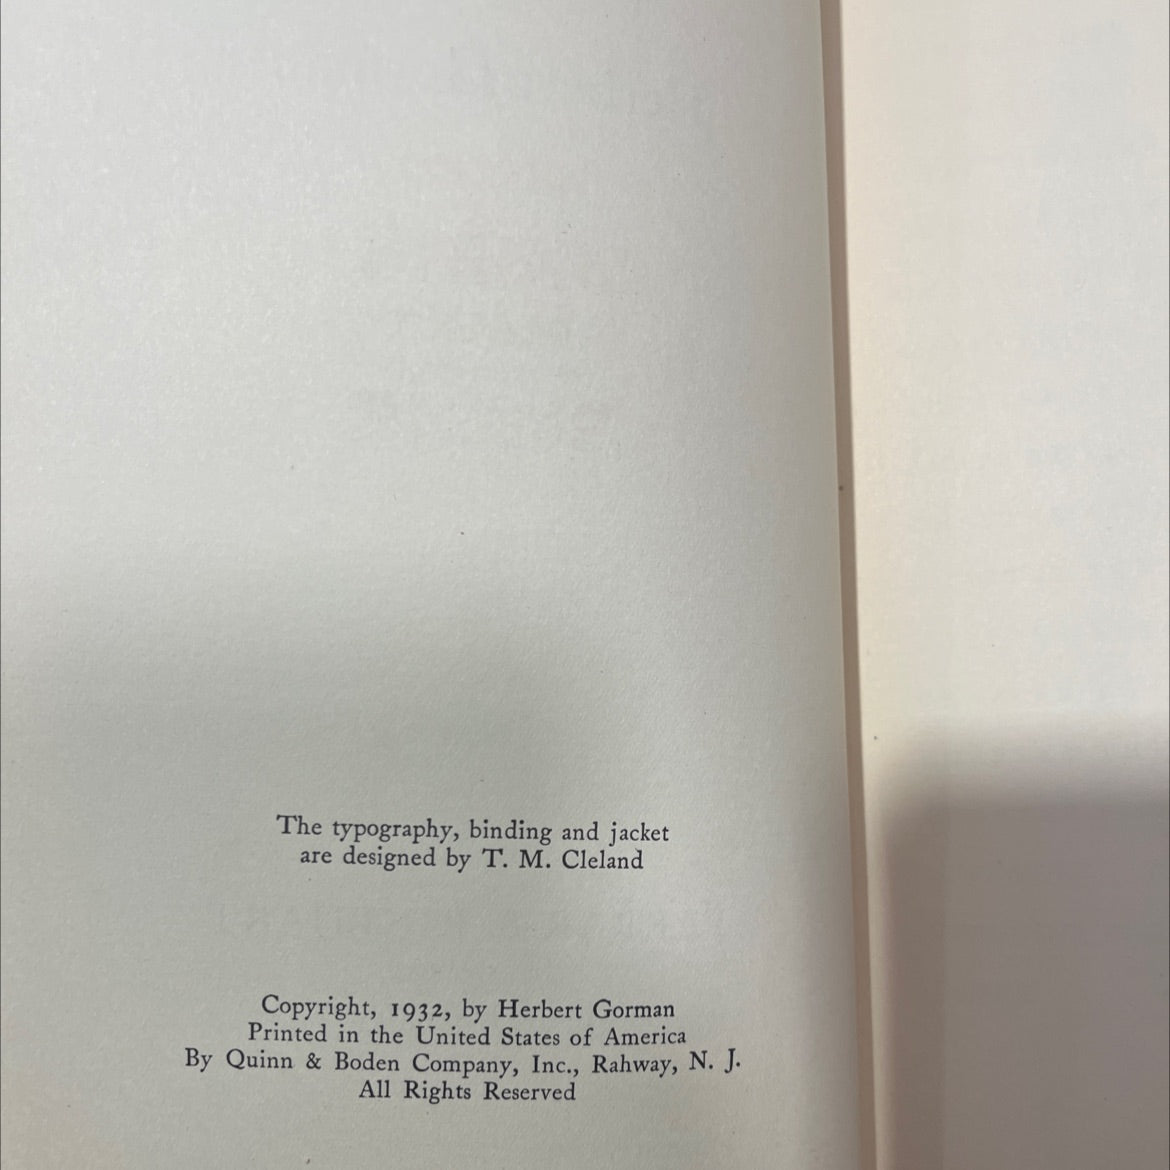 The typography, binding and jacket
are designed by T. M. Cleland
Copyright, 1932, by Herbert Gorman
Printed in the United States of America
By Quinn & Boden Company, Inc., Rahway, N. J.
All Rights Reserved